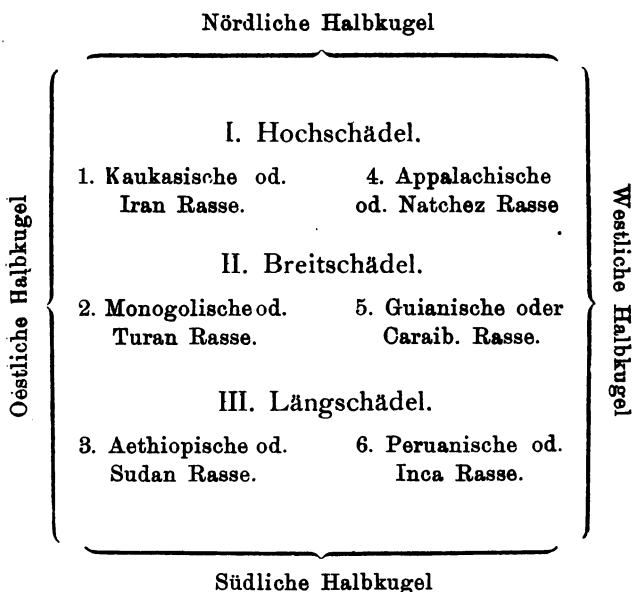 Nördliche Halbkugel
I. Hochschädel.
1. Kaukasische od.
Iran Rasse.
4. Appalachische
od. Natchez Rasse
II. Breitschädel.
2. Monogolische od.
Turan Rasse.
5. Guianische oder
Caraib. Rasse.
III. Längschädel.
3. Aethiopische od.
Sudan Rasse.
6. Peruanische od.
Inca Rasse.
Oestliche Halbkugel
Westliche Halbkugel
Südliche Halbkugel